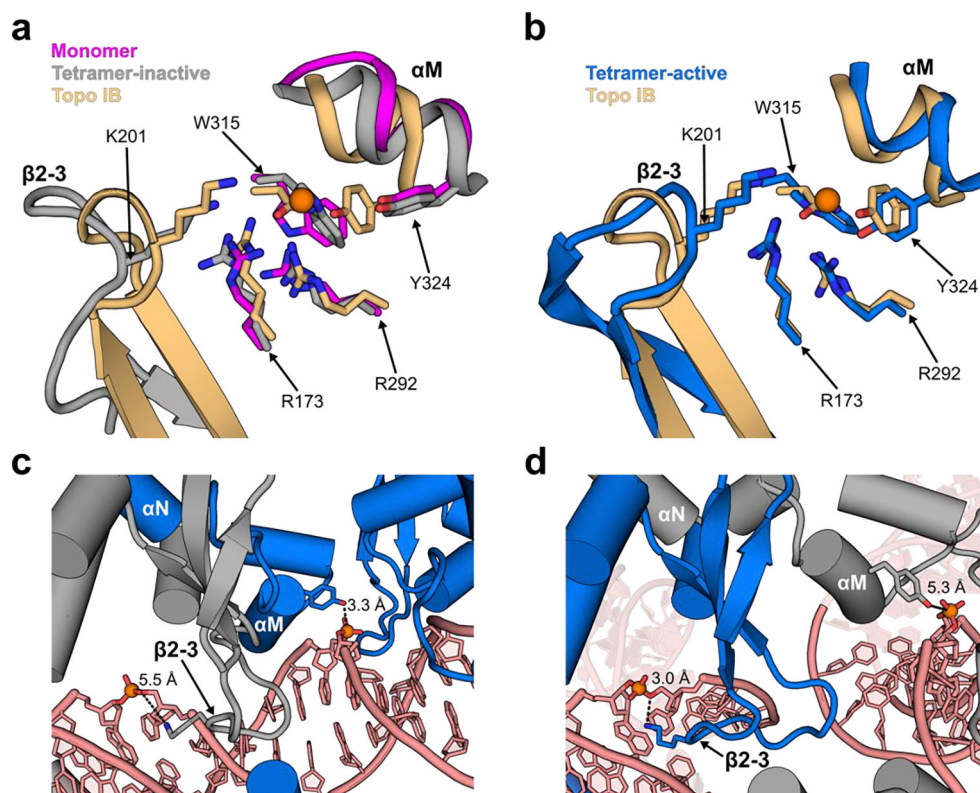 a
Monomer
Tetramer-inactive
Topo IB
αM
W315
K201
β2-3
Y324
R292
R173
b
Tetramer-active
Topo IB
αM
W315
K201
β2-3
Y324
R292
R173
c
αN
αM
3.3 Å
β2-3
5.5 Å
d
αN
αM
5.3 Å
3.0 Å
β2-3